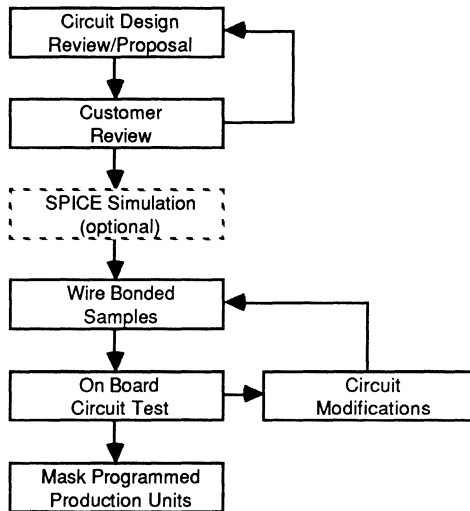 Circuit Design
Review/Proposal
Customer
Review
SPICE Simulation
(optional)
Wire Bonded
Samples
On Board
Circuit Test
Circuit
Modifications
Mask Programmed
Production Units